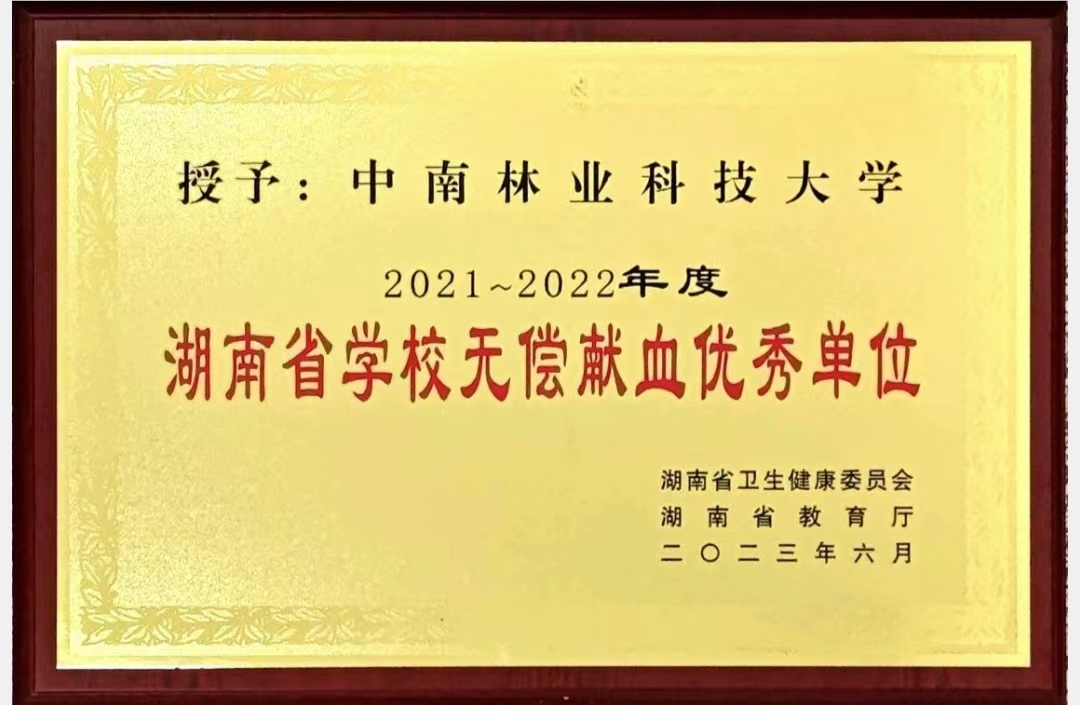 授予：中南林业科技大学
2021~2022年度
湖南省学校无偿献血优秀单位
湖南省卫生健康委员会
湖南省教育厅
二〇二三年六月